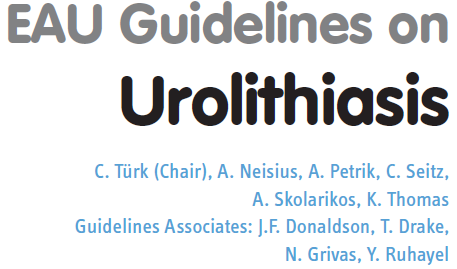 EAU Guidelines on
Urolithiasis
C. Türk (Chair), A. Neisius, A. Petrik, C. Seitz,
A. Skolarikos, K. Thomas
Guidelines Associates: J.F. Donaldson, T. Drake,
N. Grivas, Y. Ruhayel